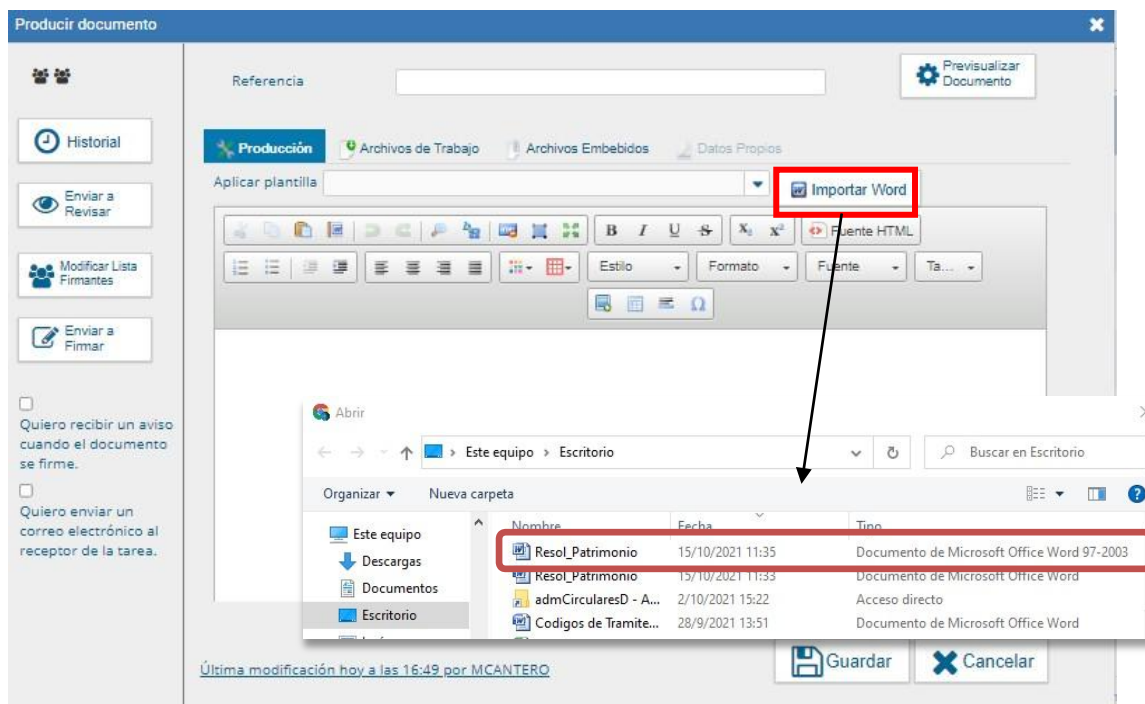 Producir documento
Referencia
Previsualizar
Documento
Historial
Producción Archivos de Trabajo Archivos Embebidos Datos Propios
Aplicar plantilla
Importar Word
Enviar a
Revisar
B I U S X₂ X² Fuente HTML
Modificar Lista
Firmantes
Estilo Formato Fuente Ta...
Ω
Enviar a
Firmar
Quiero recibir un aviso
cuando el documento
se firme.
Quiero enviar un
correo electrónico al
receptor de la tarea.
Abrir
Este equipo > Escritorio
Buscar en Escritorio
Organizar Nueva carpeta
Este equipo
Descargas
Documentos
Escritorio
Nombre Fecha Tipo
Resol_Patrimonio 15/10/2021 11:35 Documento de Microsoft Office Word 97-2003
Resol_Patrimonio 15/10/2021 11:33 Documento de Microsoft Office Word
admCircularesD - A... 2/10/2021 15:22 Acceso directo
Codigos de Tramite... 28/9/2021 13:51 Documento de Microsoft Office Word
Última modificación hoy a las 16:49 por MCANTERO
Guardar
Cancelar